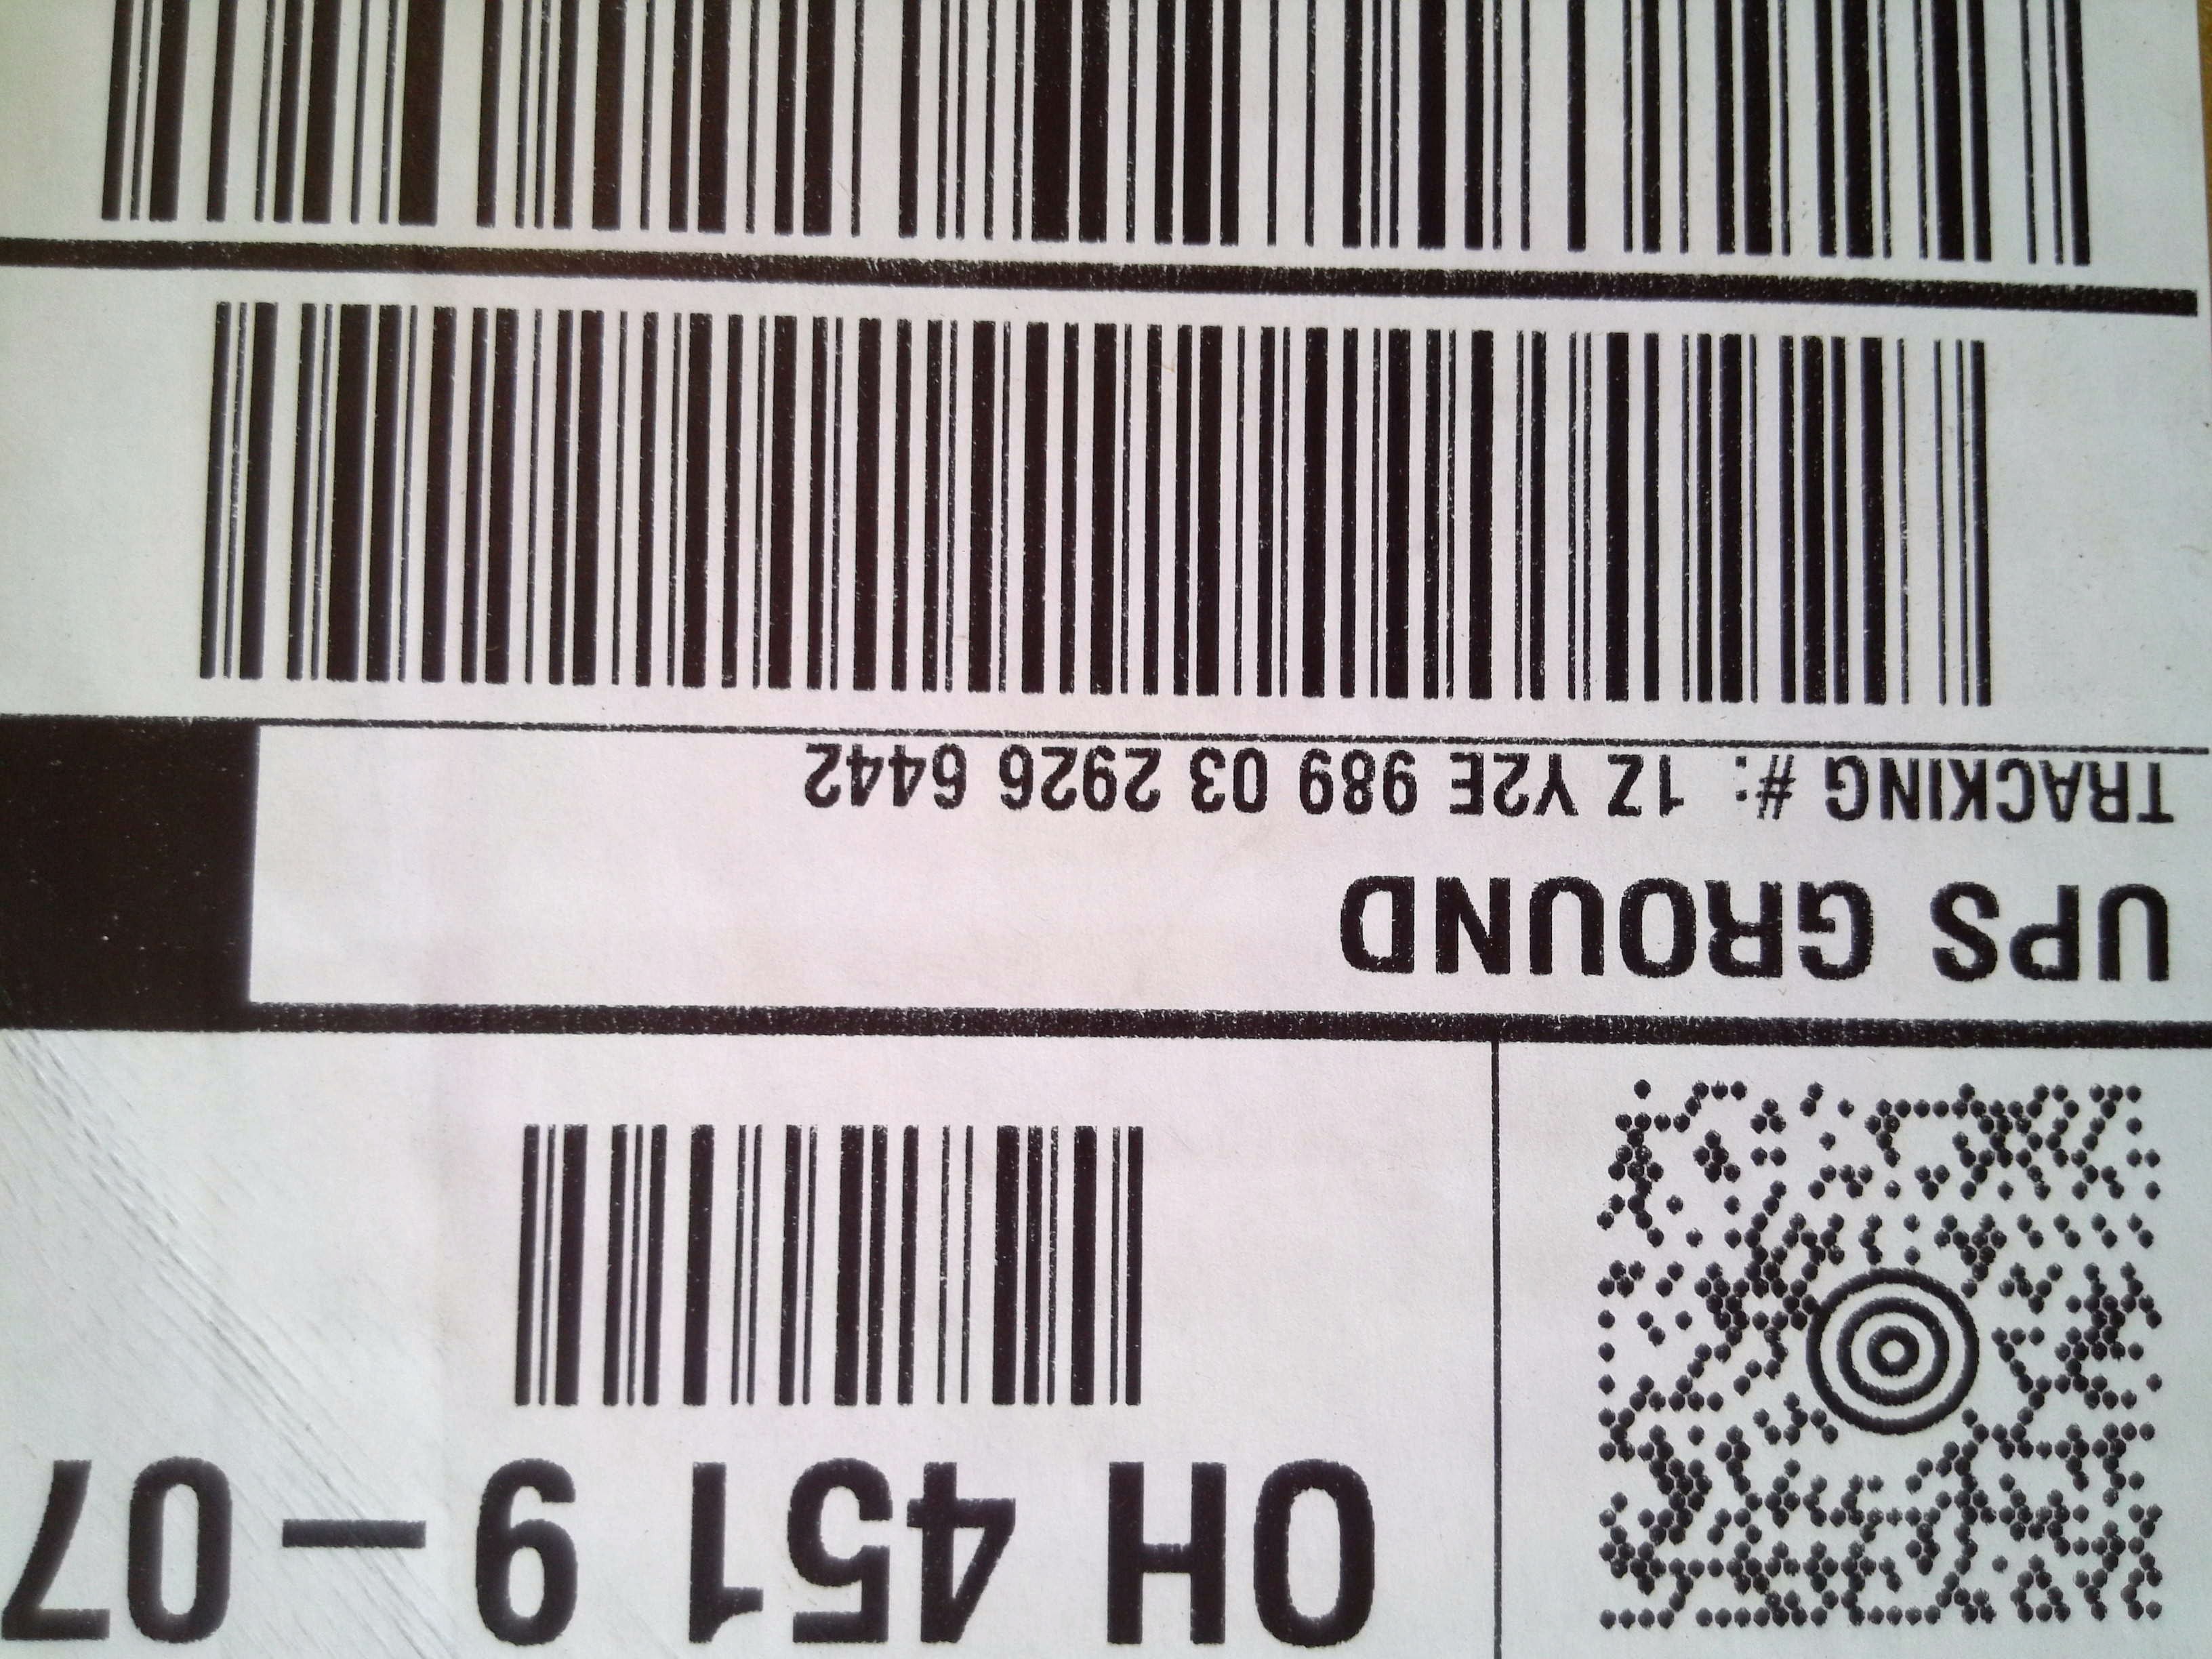 OH 451 9-07
UPS GROUND
TRACKING #: 1Z Y2E 989 03 2926 6442